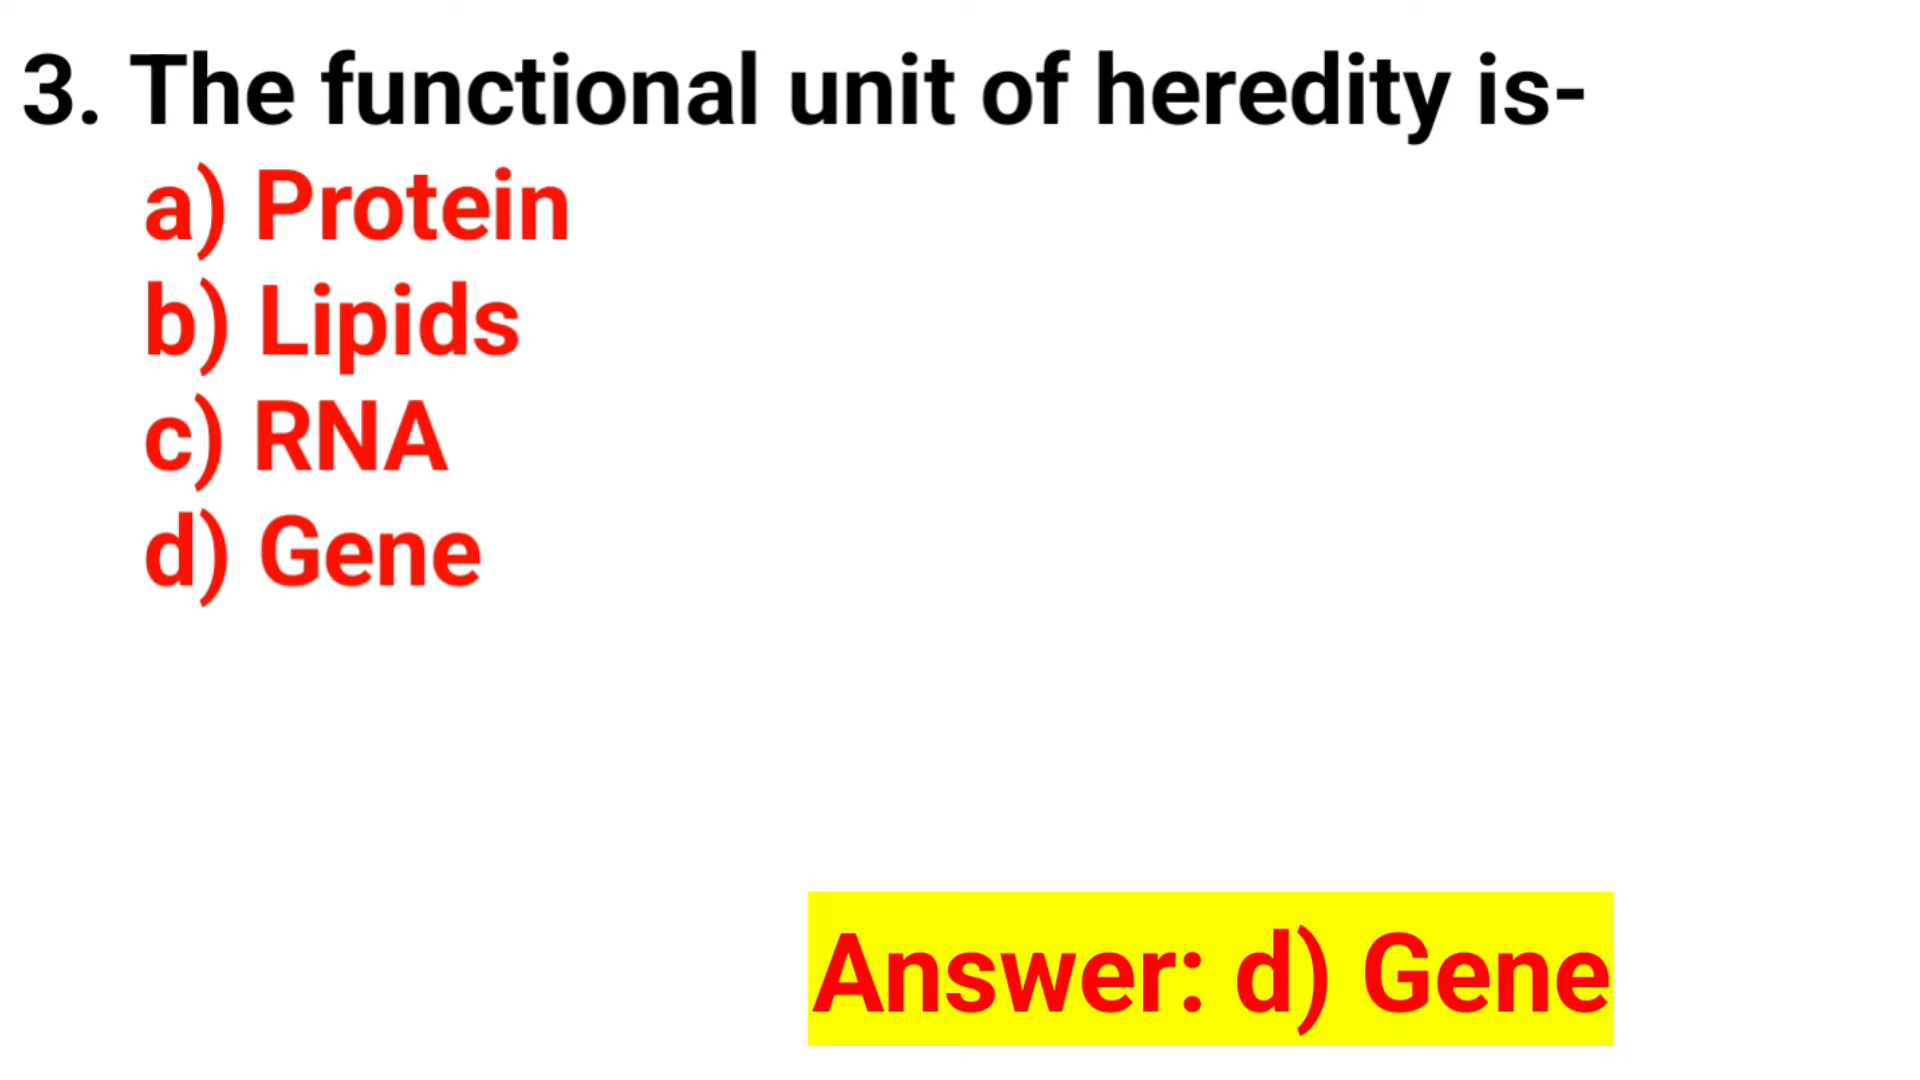 3. The functional unit of heredity is-
a) Protein
b) Lipids
c) RNA
d) Gene
Answer: d) Gene